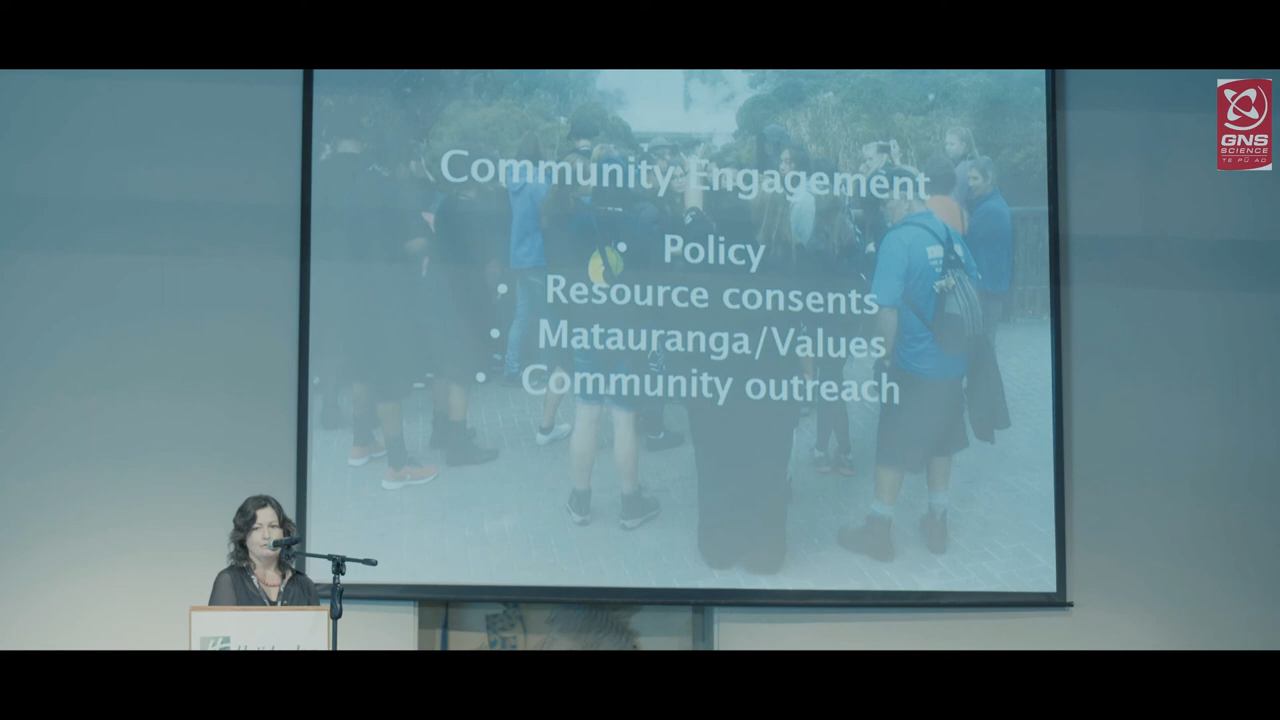 Community Engagement
• Policy
• Resource consents
• Matauranga/Values
• Community outreach
GNS
SCIENCE
TE PŪ AO